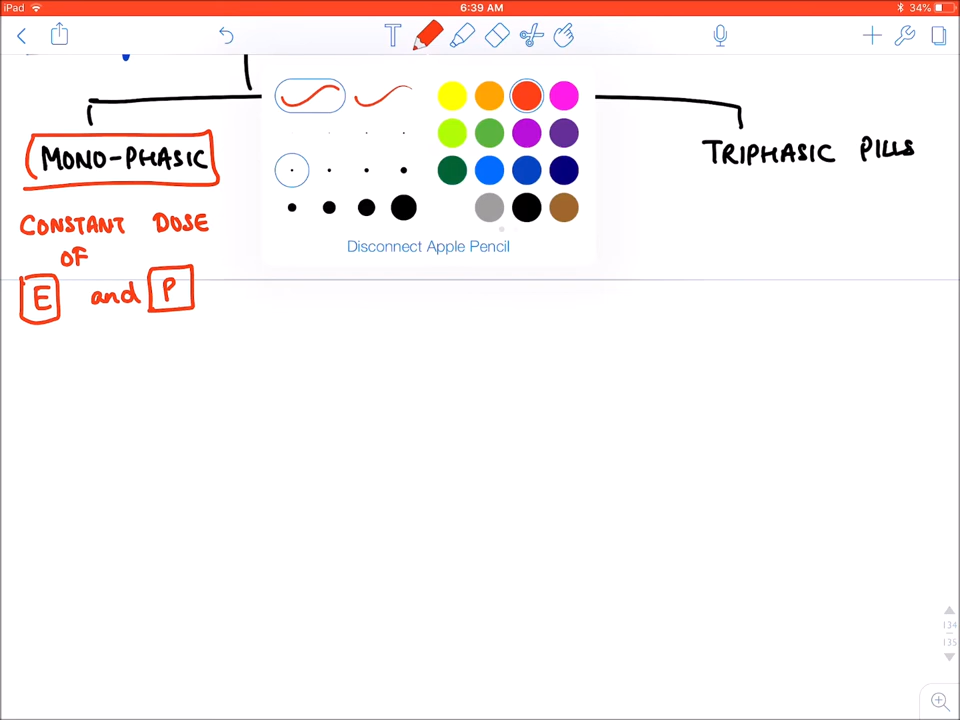 iPad 6:39 AM 34%
T
MONO-PHASIC
TRIPHASIC PILLS
CONSTANT DOSE
OF
E and P
Disconnect Apple Pencil
134
135